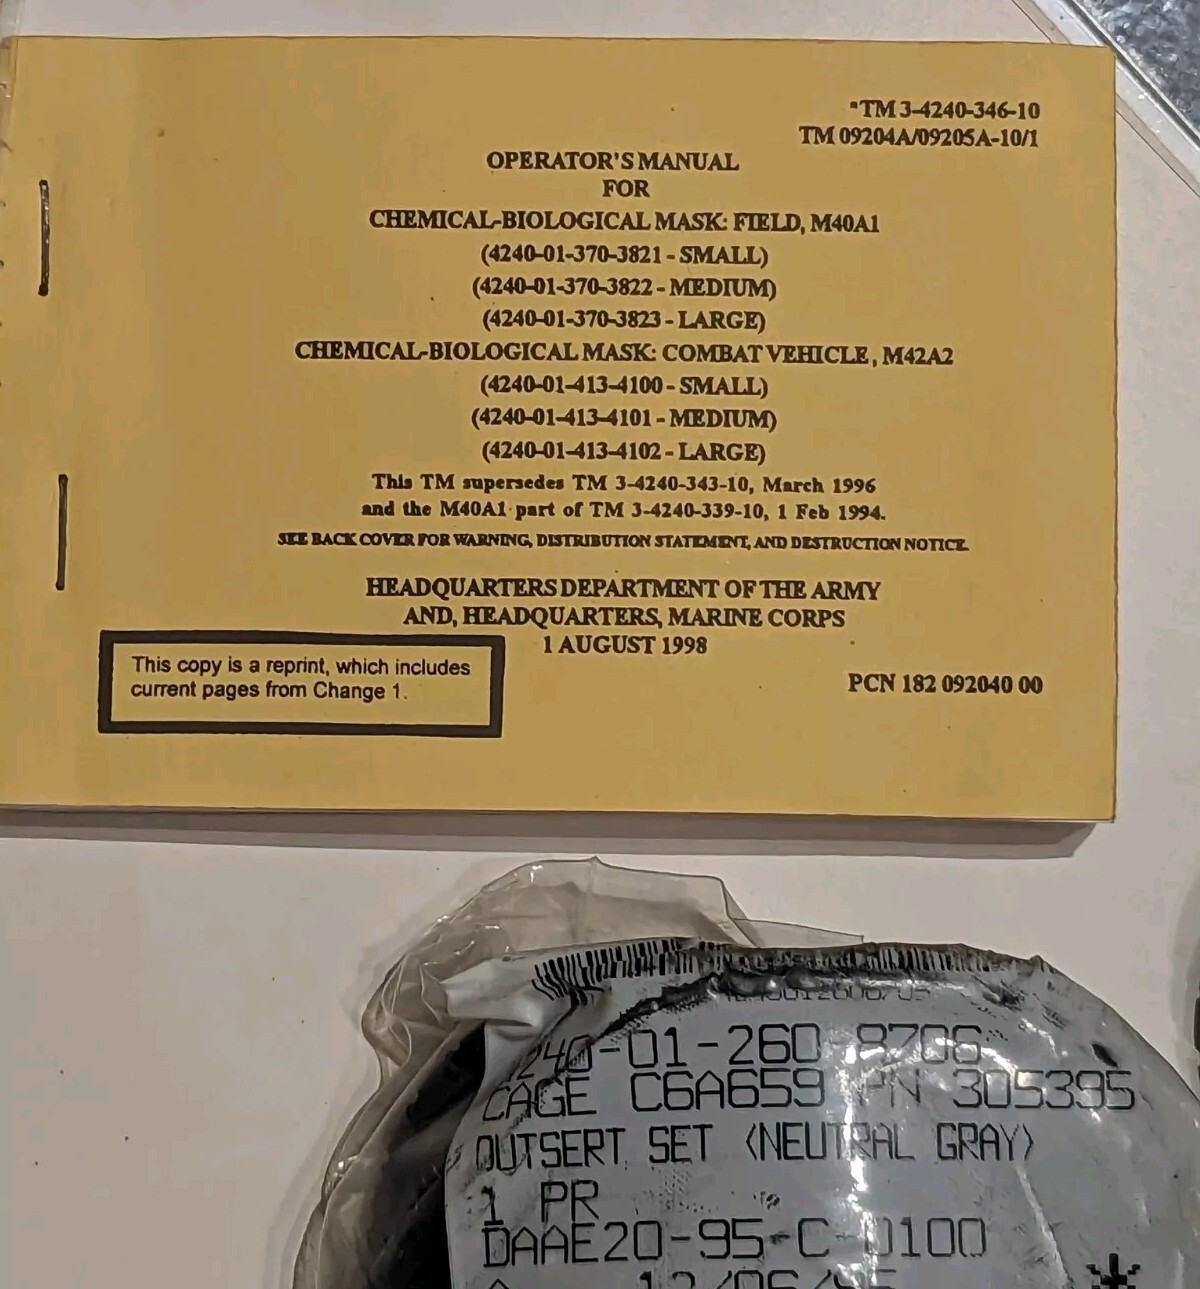 *TM 3-4240-346-10
TM 09204A/09205A-10/1
OPERATOR'S MANUAL
FOR
CHEMICAL-BIOLOGICAL MASK: FIELD, M40A1
(4240-01-370-3821 - SMALL)
(4240-01-370-3822 - MEDIUM)
(4240-01-370-3823 - LARGE)
CHEMICAL-BIOLOGICAL MASK: COMBAT VEHICLE, M42A2
(4240-01-413-4100 - SMALL)
(4240-01-413-4101 - MEDIUM)
(4240-01-413-4102 - LARGE)
This TM supersedes TM 3-4240-343-10, March 1996
and the M40A1 part of TM 3-4240-339-10, 1 Feb 1994.
SEE BACK COVER FOR WARNING, DISTRIBUTION STATEMENT, AND DESTRUCTION NOTICE.
HEADQUARTERS DEPARTMENT OF THE ARMY
AND, HEADQUARTERS, MARINE CORPS
1 AUGUST 1998
This copy is a reprint, which includes
current pages from Change 1.
PCN 182 092040 00
4240-01-260-8706
CAGE C6A659 PN 305395
OUTSERT SET (NEUTRAL GRAY)
1 PR
DAAE20-95-C-0100